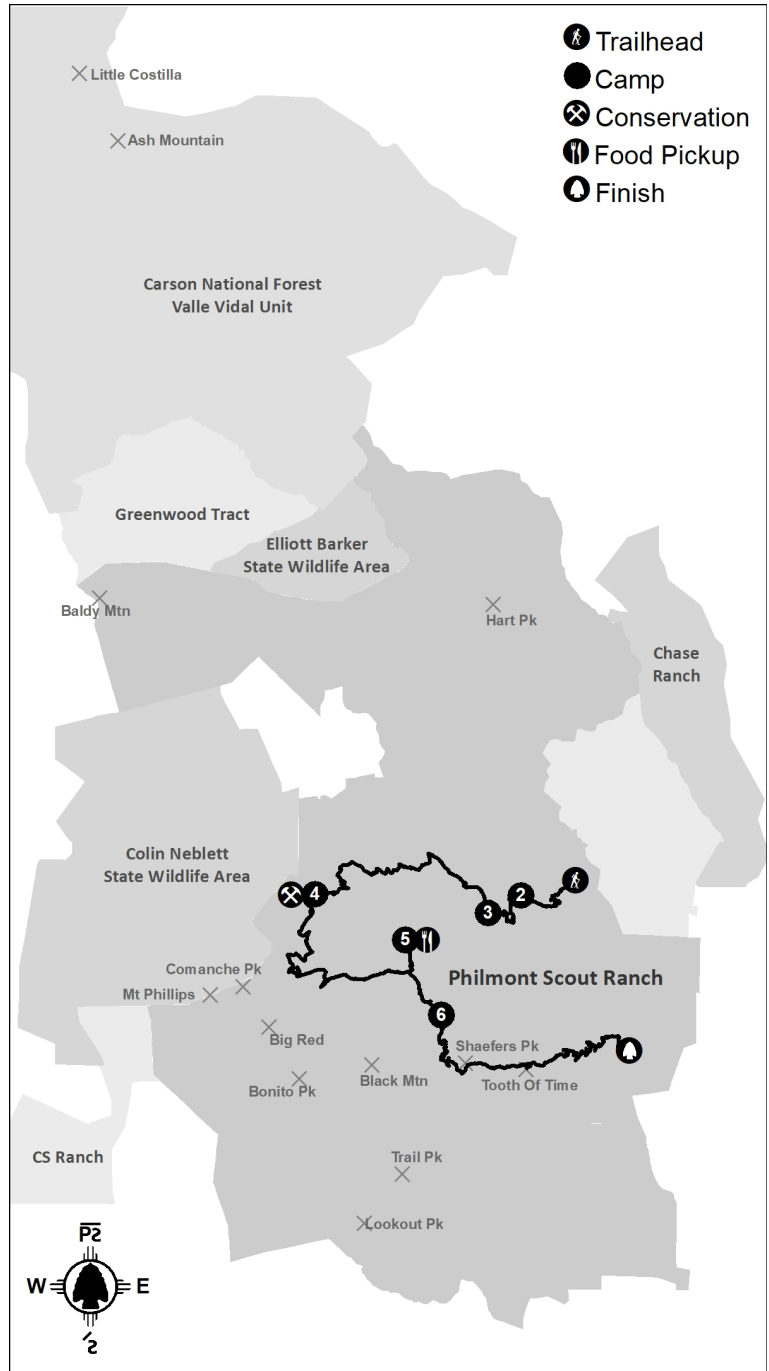 Little Costilla
Ash Mountain
Trailhead
Camp
Conservation
Food Pickup
Finish
Carson National Forest
Valle Vidal Unit
Greenwood Tract
Elliott Barker
State Wildlife Area
Baldy Mtn
Hart Pk
Chase
Ranch
Colin Neblett
State Wildlife Area
4
2
3
5
Philmont Scout Ranch
Comanche Pk
Mt Phillips
6
Big Red
Shaefers Pk
Black Mtn
Tooth Of Time
Bonito Pk
CS Ranch
Trail Pk
Lookout Pk
W
E